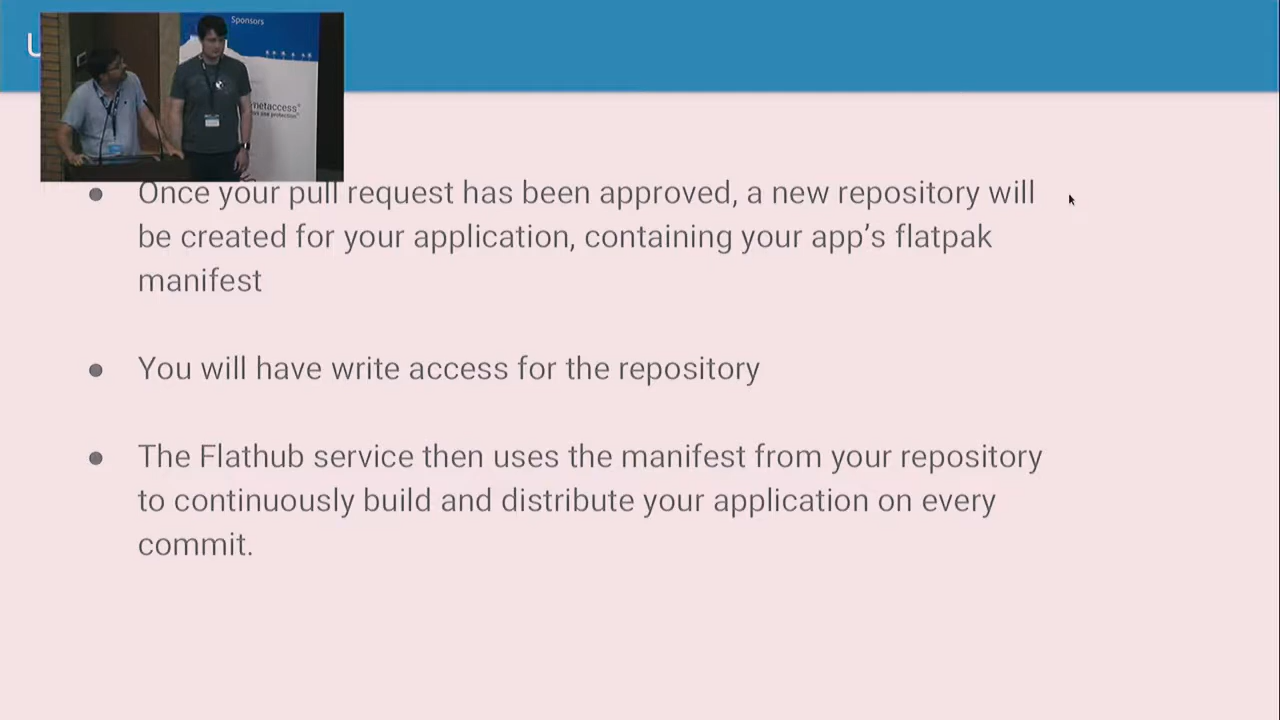 Sponsors
U
netaccess
Once your pull request has been approved, a new repository will
be created for your application, containing your app's flatpak
manifest
You will have write access for the repository
The Flathub service then uses the manifest from your repository
to continuously build and distribute your application on every
commit.